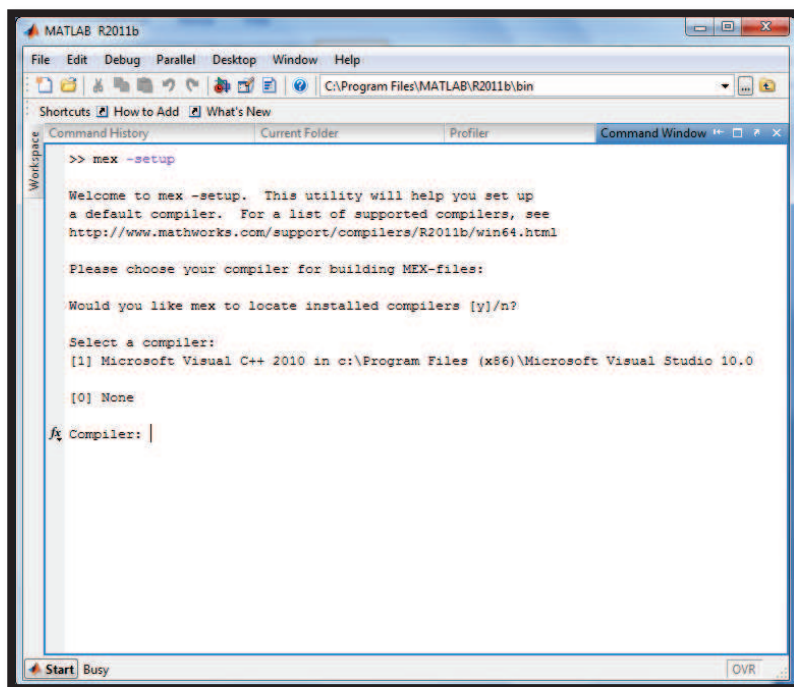 MATLAB R2011b
File Edit Debug Parallel Desktop Window Help
C:\Program Files\MATLAB\R2011b\bin
Shortcuts How to Add What's New
Workspace
Command History Current Folder Profiler Command Window
>> mex -setup
Welcome to mex -setup. This utility will help you set up
a default compiler. For a list of supported compilers, see
http://www.mathworks.com/support/compilers/R2011b/win64.html
Please choose your compiler for building MEX-files:
Would you like mex to locate installed compilers [y]/n?
Select a compiler:
[1] Microsoft Visual C++ 2010 in c:\Program Files (x86)\Microsoft Visual Studio 10.0
[0] None
fx Compiler:
Start Busy OVR